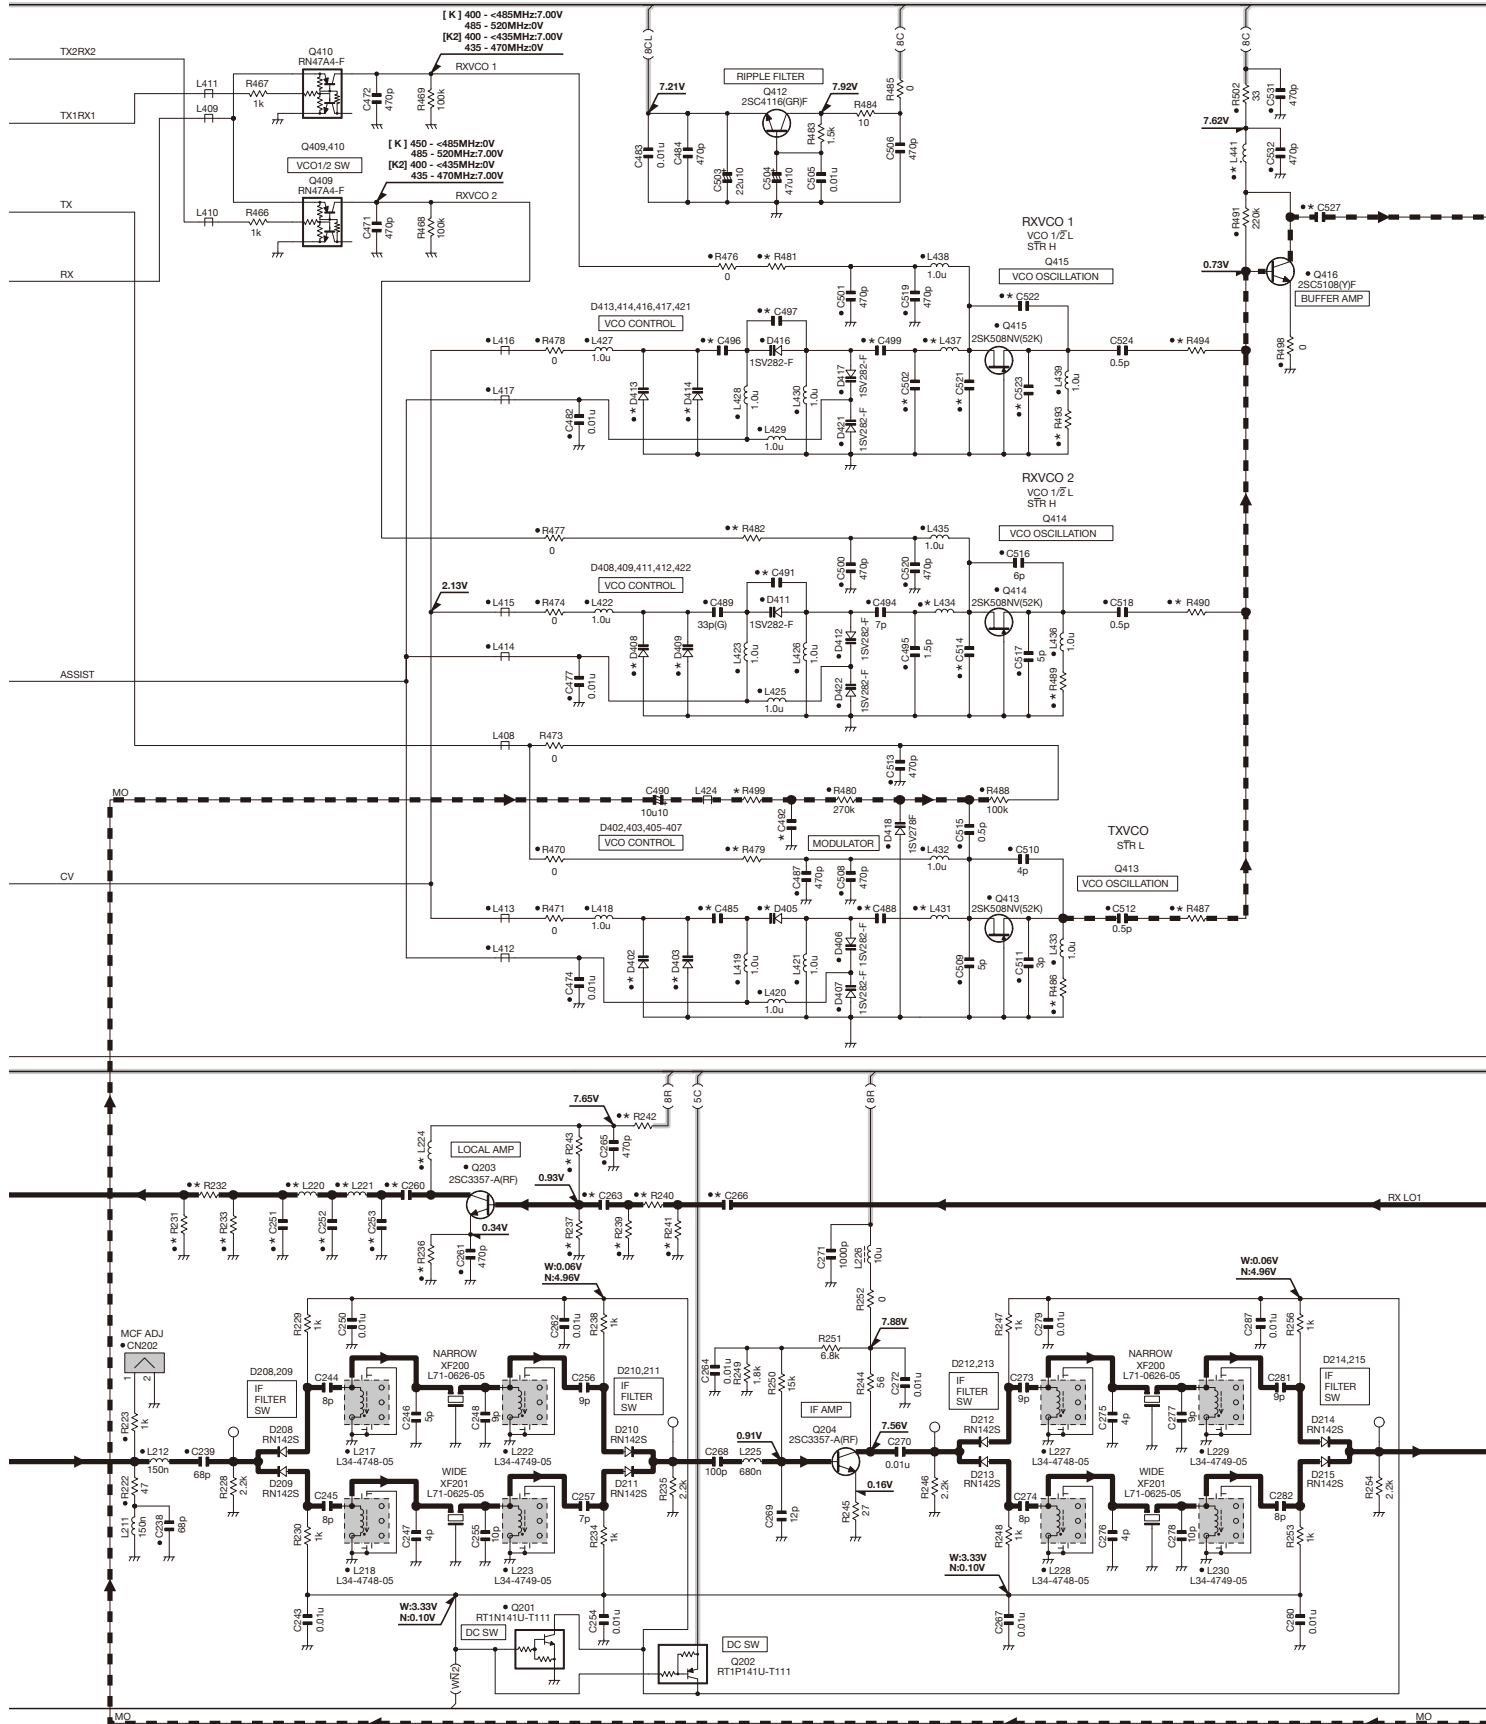 [ K ] 400 - <485MHz:7.00V
485 - 520MHz:0V
[K2] 400 - <435MHz:7.00V
435 - 470MHz:0V
TX2RX2
Q410
RN47A4-F
RXVCO 1
L411
R467
1k
L409
C472
470p
R469
100k
TX1RX1
Q409,410
VCO1/2 SW
Q409
RN47A4-F
[ K ] 450 - <485MHz:0V
485 - 520MHz:7.00V
[K2] 400 - <435MHz:0V
435 - 470MHz:7.00V
RXVCO 2
TX
L410
R466
1k
C471
470p
R468
100k
RX
8CL
7.21V
RIPPLE FILTER
Q412
2SC4116(GR)F
7.92V
R484
10
R485
0
8C
C483
0.01u
C484
470p
C503
22u10
C504
47u10
R483
1.5k
C505
0.01u
C506
470p
8C
R502
33
C531
470p
7.62V
* L441
C532
470p
R491
220k
* C527
0.73V
Q416
2SC5108(Y)F
BUFFER AMP
R498
0
RXVCO 1
VCO 1/2 L
STR H
Q415
VCO OSCILLATION
R476
0
* R481
L438
1.0u
C501
470p
C519
470p
* C522
D413,414,416,417,421
VCO CONTROL
* C497
L416
R478
0
L427
1.0u
* C496
D416
1SV282-F
* C499
* L437
Q415
2SK508NV(52K)
C524
0.5p
* R494
L417
C482
0.01u
* D413
* D414
L428
1.0u
L430
1.0u
D417
1SV282-F
D421
1SV282-F
* C502
* C521
* C523
L439
1.0u
* R493
L429
1.0u
RXVCO 2
VCO 1/2 L
STR H
Q414
VCO OSCILLATION
R477
0
* R482
L435
1.0u
C500
470p
C520
470p
C516
6p
D408,409,411,412,422
VCO CONTROL
* C491
2.13V
L415
R474
0
L422
1.0u
C489
33p(G)
D411
1SV282-F
C494
7p
* L434
Q414
2SK508NV(52K)
C518
0.5p
* R490
L414
C477
0.01u
* D408
* D409
L423
1.0u
L426
1.0u
D412
1SV282-F
D422
1SV282-F
C495
1.5p
* C514
C517
5p
L436
1.0u
* R489
L425
1.0u
ASSIST
L408
R473
0
C513
470p
MO
C490
10u10
L424
* R499
* C492
R480
270k
D418
1SV278F
C515
0.5p
R488
100k
D402,403,405-407
VCO CONTROL
MODULATOR
TXVCO
STR L
Q413
VCO OSCILLATION
R470
0
* R479
C487
470p
C508
470p
L432
1.0u
C510
4p
CV
L413
R471
0
L418
1.0u
* C485
* D405
* C488
* L431
Q413
2SK508NV(52K)
C512
0.5p
* R487
L412
C474
0.01u
* D402
* D403
L419
1.0u
L421
1.0u
D406
1SV282-F
D407
1SV282-F
C509
5p
C511
3p
L433
1.0u
* R486
L420
1.0u
8R
5C
8R
7.65V
* R242
* L224
LOCAL AMP
Q203
2SC3357-A(RF)
* R243
C265
470p
0.93V
* R232
* L220
* L221
* C260
* C263
* R240
* C266
RX LO1
* R231
* R233
* C251
* C252
* C253
0.34V
* R236
C261
470p
* R237
* R239
* R241
C271
1000p
L226
10u
W:0.06V
N:4.96V
W:0.06V
N:4.96V
R229
1k
C250
0.01u
C262
0.01u
R238
1k
R252
0
7.88V
R247
1k
C279
0.01u
C287
0.01u
R256
1k
MCF ADJ
CN202
1
2
D208,209
IF
FILTER
SW
NARROW
XF200
L71-0626-05
D210,211
IF
FILTER
SW
R251
6.8k
C264
.01u
R249
1.8k
R250
15k
R244
56
C272
0.01u
D212,213
IF
FILTER
SW
NARROW
XF200
L71-0626-05
D214,215
IF
FILTER
SW
C244
8p
C246
5p
C248
9p
C256
9p
IF AMP
Q204
2SC3357-A(RF)
C273
9p
C275
4p
C277
9p
C281
9p
R223
1k
D208
RN142S
L217
L34-4748-05
L222
L34-4749-05
D210
RN142S
0.91V
7.56V
D212
RN142S
L227
L34-4748-05
L229
L34-4749-05
D214
RN142S
L212
150n
C239
68p
C268
100p
L225
680n
C270
0.01u
R222
47
R228
2.2k
D209
RN142S
WIDE
XF201
L71-0625-05
D211
RN142S
R235
2.2k
0.16V
R246
2.2k
D213
RN142S
WIDE
XF201
L71-0625-05
D215
RN142S
R254
2.2k
L211
150n
C238
68p
C245
8p
C247
4p
C255
10p
C257
7p
C269
12p
R245
27
C274
8p
C276
4p
C278
10p
C282
8p
R230
1k
R234
1k
R248
1k
R253
1k
L218
L34-4748-05
L223
L34-4749-05
W:3.33V
N:0.10V
L228
L34-4748-05
L230
L34-4749-05
C243
0.01u
W:3.33V
N:0.10V
Q201
RT1N141U-T111
DC SW
C254
0.01u
DC SW
Q202
RT1P141U-T111
C267
0.01u
C280
0.01u
WN2
MO
MO